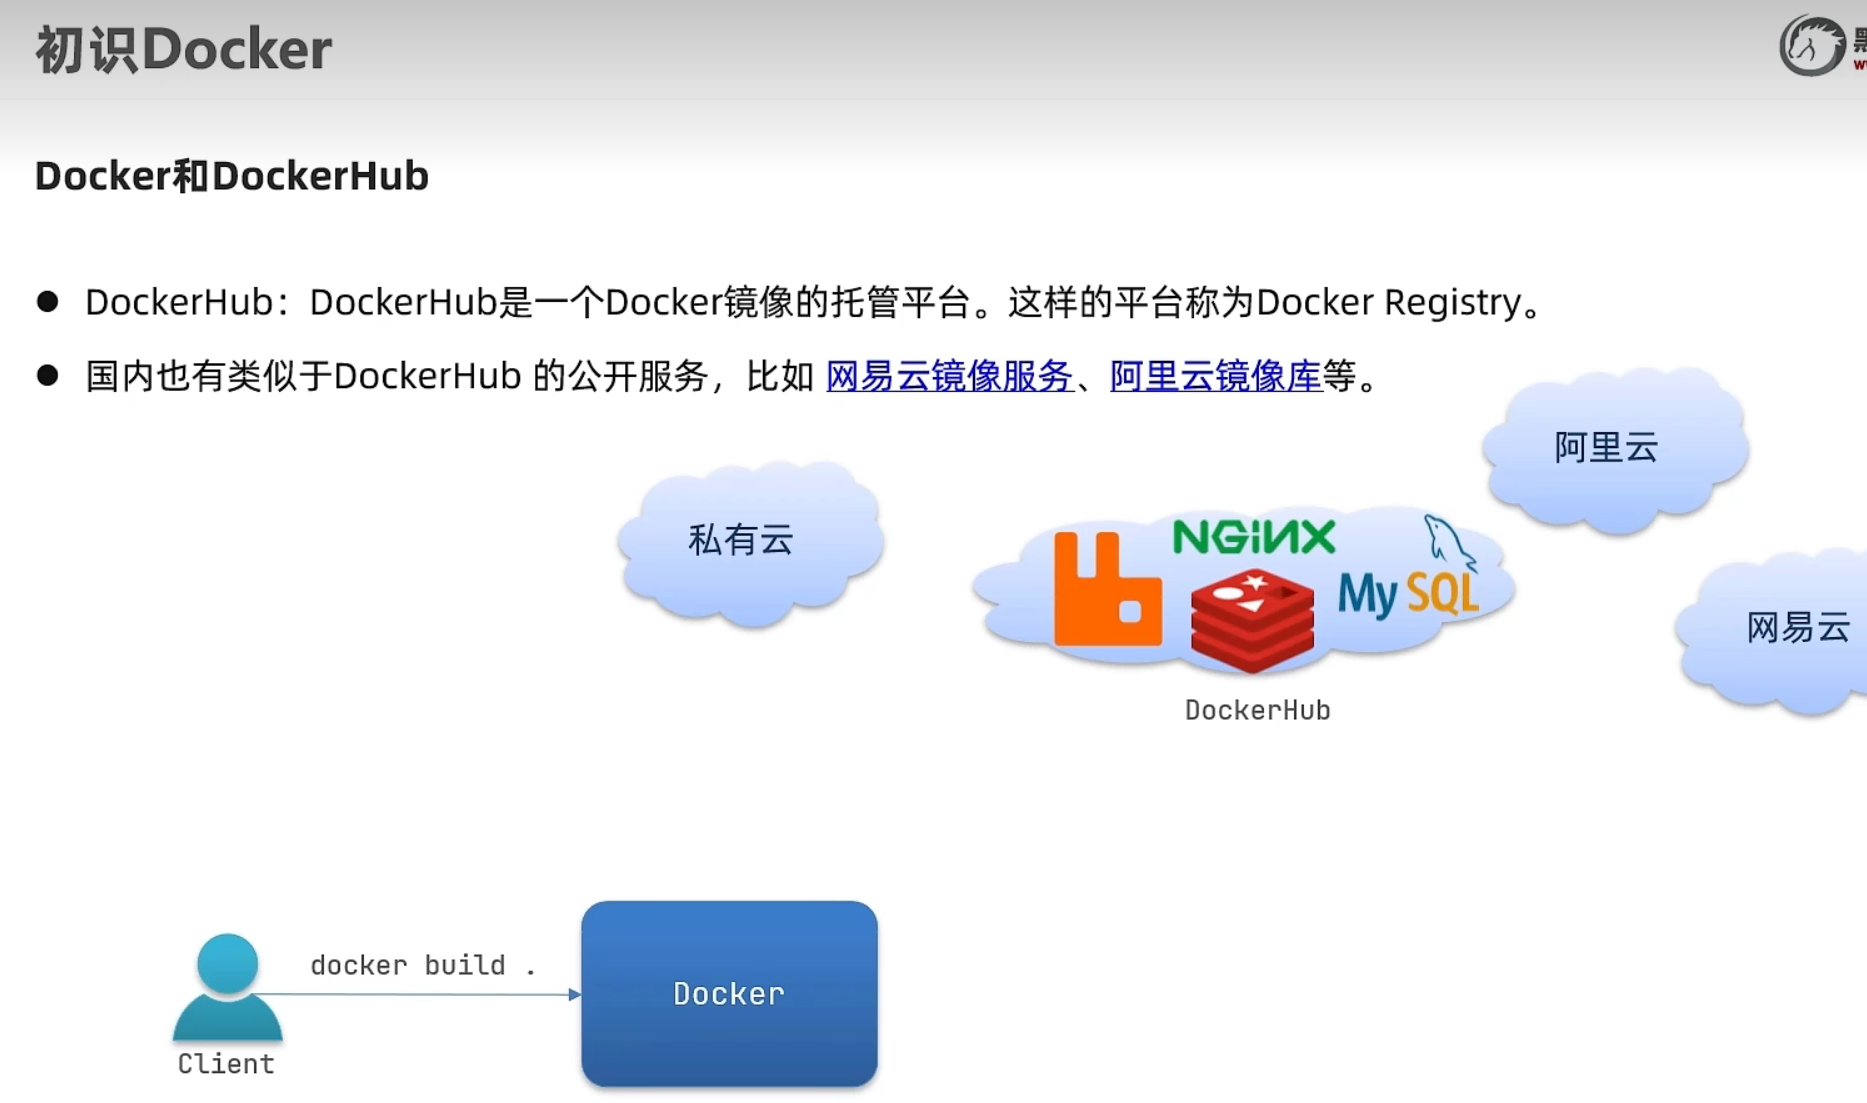 初识Docker
Docker和DockerHub
DockerHub：DockerHub是一个Docker镜像的托管平台。这样的平台称为Docker Registry。
国内也有类似于DockerHub 的公开服务，比如 网易云镜像服务、阿里云镜像库等。
阿里云
私有云
NGINX
MySQL
网易云
DockerHub
docker build .
Docker
Client